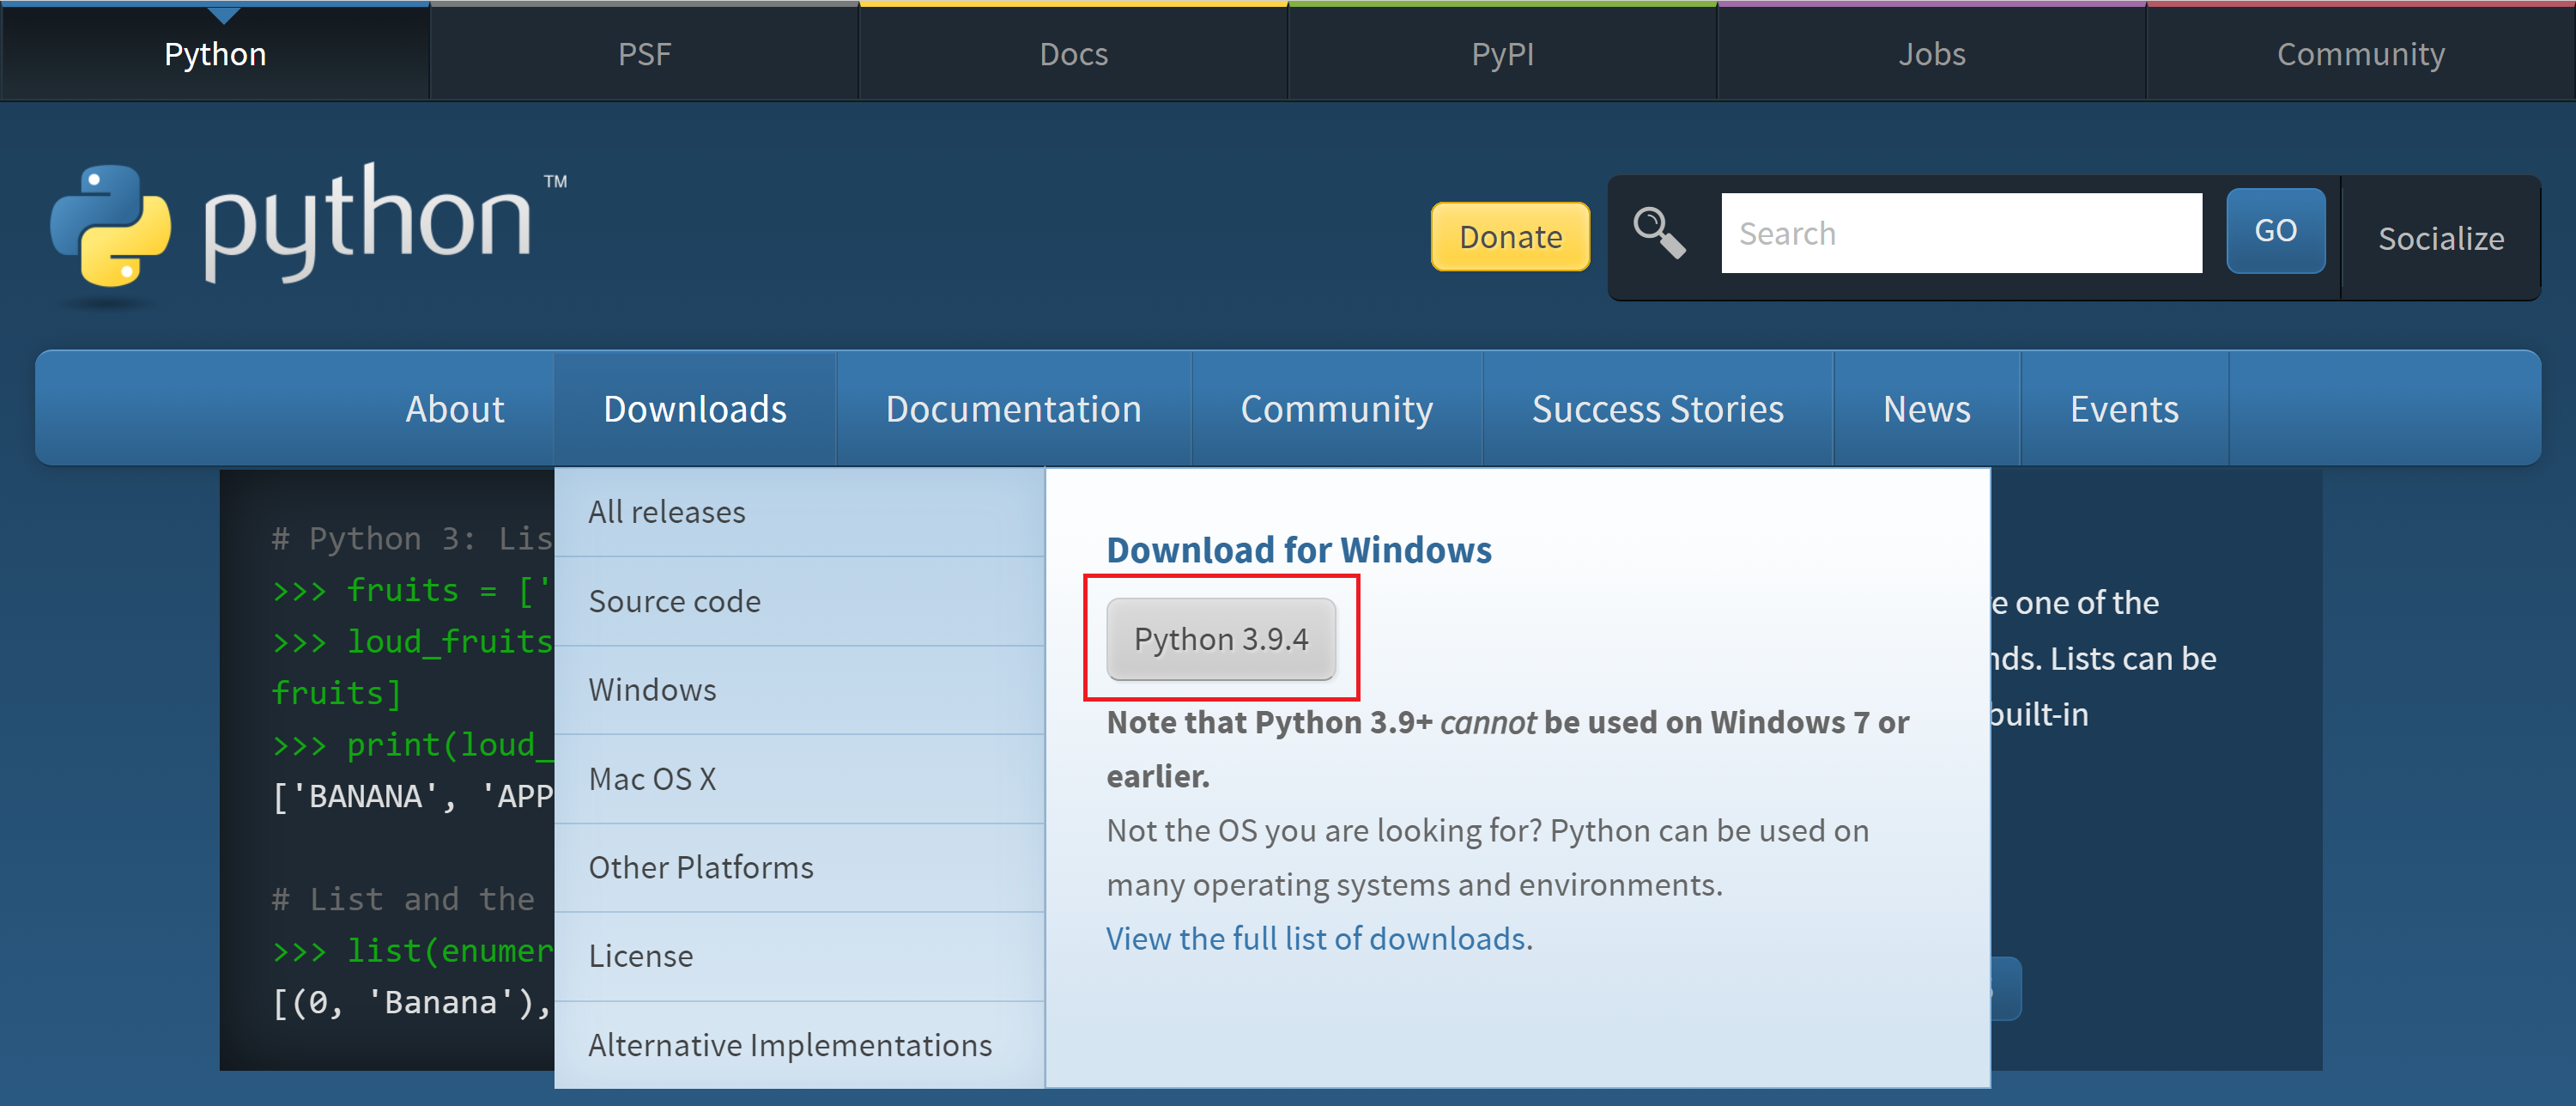 Python
PSF
Docs
PyPI
Jobs
Community
python™
Donate
Search
GO
Socialize
About
Downloads
Documentation
Community
Success Stories
News
Events
# Python 3: Lis
>>> fruits = ['
>>> loud_fruits
fruits]
>>> print(loud_
['BANANA', 'APP
# List and the
>>> list(enumer
[(0, 'Banana'),
All releases
Source code
Windows
Mac OS X
Other Platforms
License
Alternative Implementations
Download for Windows
Python 3.9.4
Note that Python 3.9+ cannot be used on Windows 7 or
earlier.
Not the OS you are looking for? Python can be used on
many operating systems and environments.
View the full list of downloads.
e one of the
nds. Lists can be
built-in